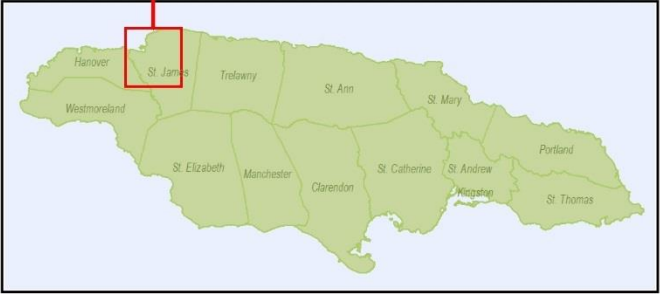 Hanover
St. James
Trelawny
St. Ann
St. Mary
Westmoreland
Portland
St. Elizabeth
Manchester
Clarendon
St. Catherine
St. Andrew
Kingston
St. Thomas